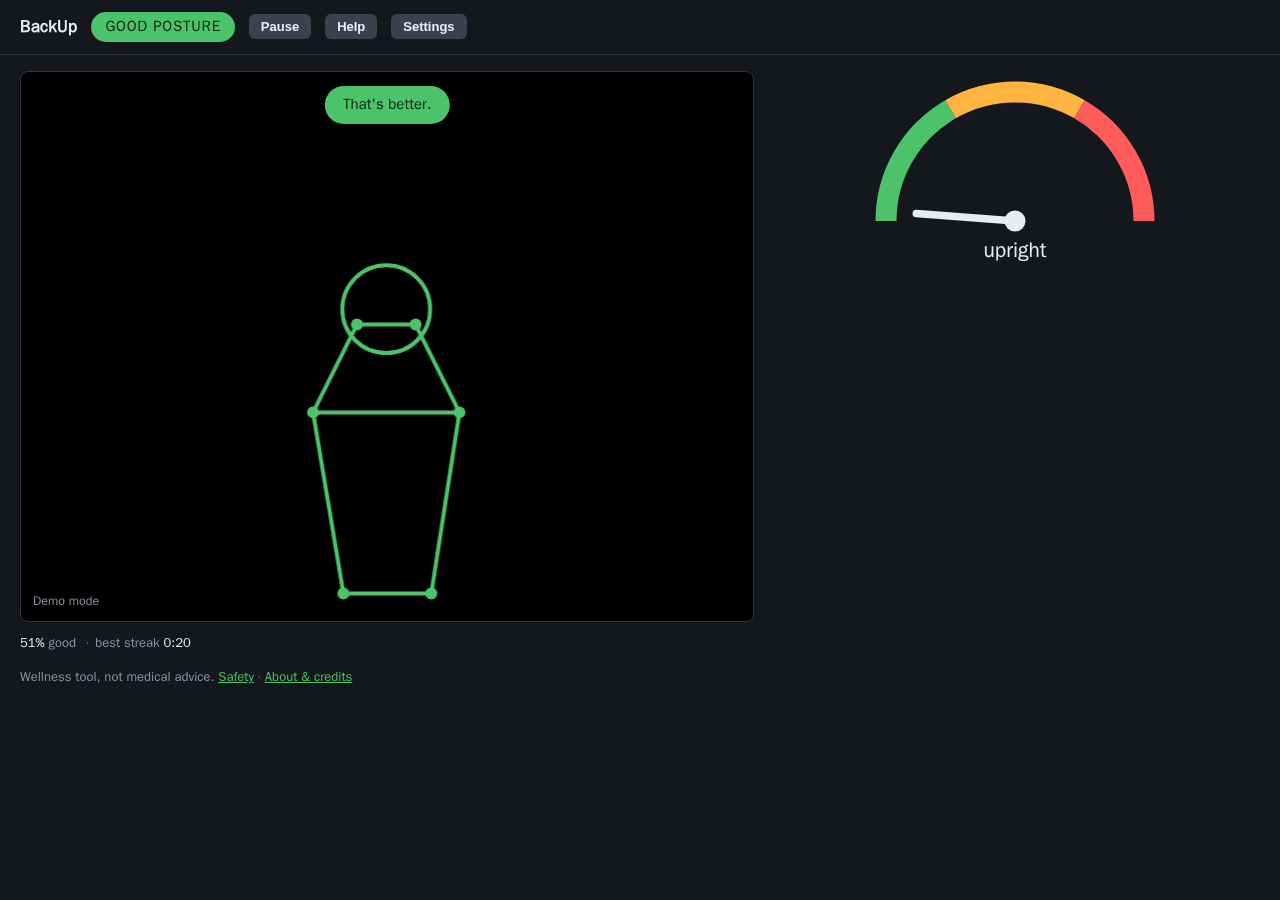 BackUp GOOD POSTURE Pause Help Settings
That's better.
upright
Demo mode
51% good · best streak 0:20
Wellness tool, not medical advice. Safety · About & credits